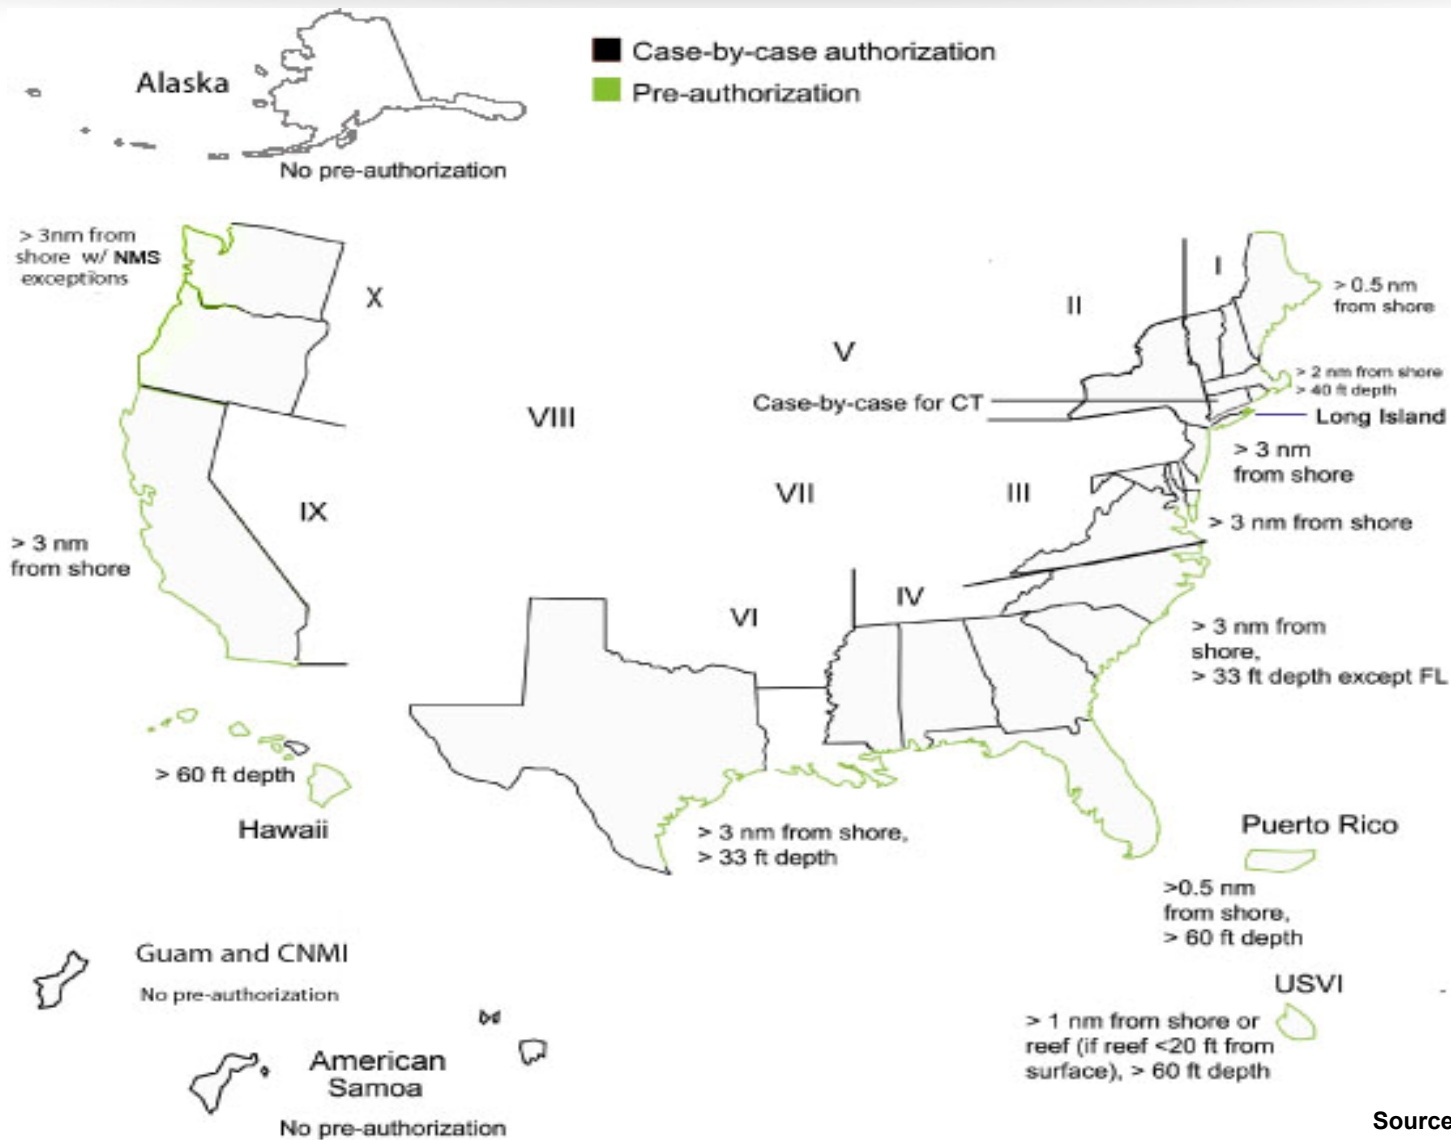 Case-by-case authorization
Pre-authorization
Alaska
No pre-authorization
> 3nm from
shore w/ NMS
exceptions
X
I
II
> 0.5 nm
from shore
V
> 2 nm from shore
> 40 ft depth
Case-by-case for CT
Long Island
VIII
> 3 nm
from shore
VII
III
IX
> 3 nm from shore
> 3 nm
from shore
IV
VI
> 3 nm from
shore,
> 33 ft depth except FL
> 60 ft depth
Hawaii
> 3 nm from shore,
> 33 ft depth
Puerto Rico
>0.5 nm
from shore,
> 60 ft depth
Guam and CNMI
No pre-authorization
USVI
> 1 nm from shore or
reef (if reef <20 ft from
surface), > 60 ft depth
American
Samoa
No pre-authorization
Source